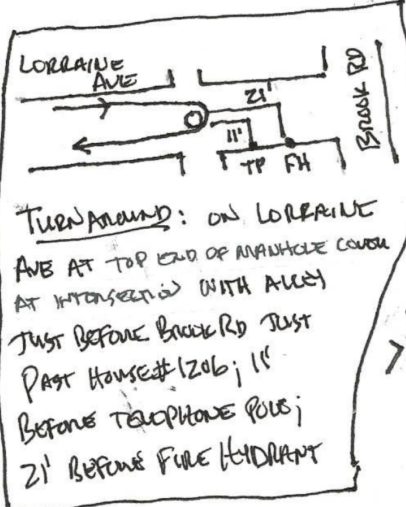 LORRAINE
AVE
21'
11'
TP FH
BROOK RD
TURNAROUND: ON LORRAINE
AVE AT TOP END OF MANHOLE COVER
AT INTERSECTION WITH ALLEY
JUST BEFORE BROOK RD JUST
PAST HOUSE#1206; 11'
BEFORE TELEPHONE POLE;
21' BEFORE FIRE HYDRANT